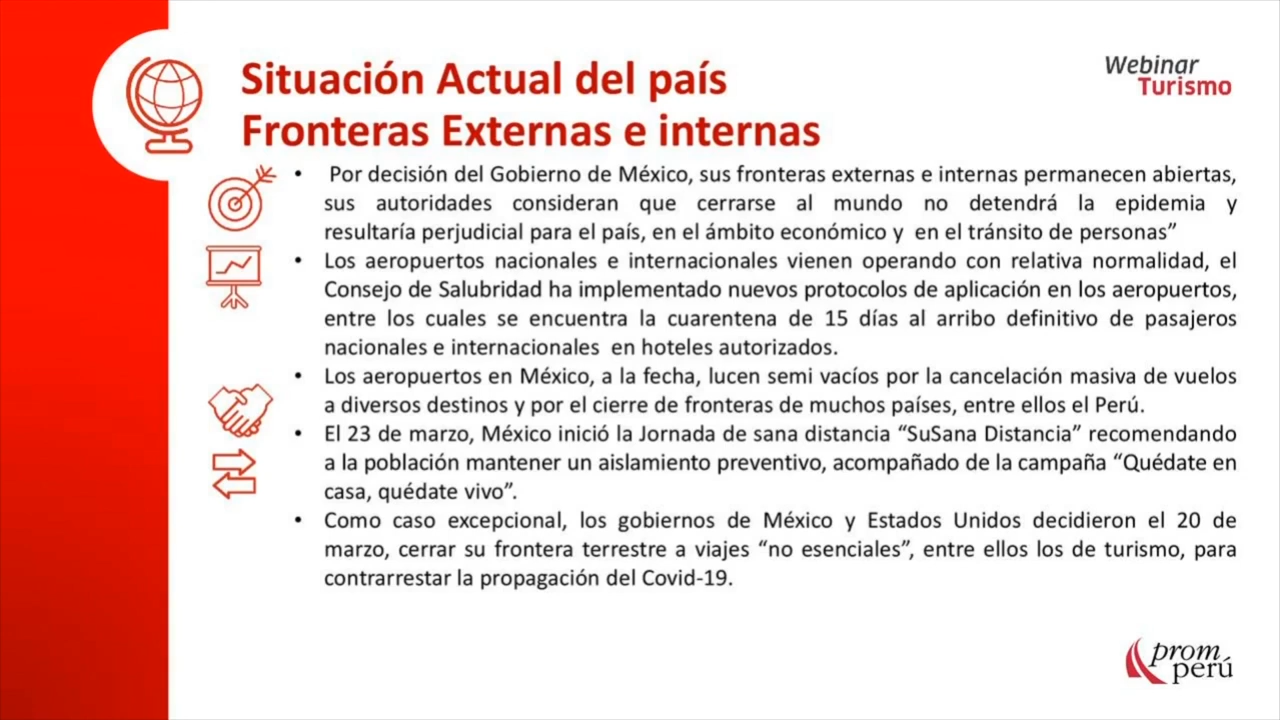 Situación Actual del país
Fronteras Externas e internas
Webinar
Turismo
• Por decisión del Gobierno de México, sus fronteras externas e internas permanecen abiertas,
sus autoridades consideran que cerrarse al mundo no detendrá la epidemia y
resultaría perjudicial para el país, en el ámbito económico y en el tránsito de personas”
• Los aeropuertos nacionales e internacionales vienen operando con relativa normalidad, el
Consejo de Salubridad ha implementado nuevos protocolos de aplicación en los aeropuertos,
entre los cuales se encuentra la cuarentena de 15 días al arribo definitivo de pasajeros
nacionales e internacionales en hoteles autorizados.
• Los aeropuertos en México, a la fecha, lucen semi vacíos por la cancelación masiva de vuelos
a diversos destinos y por el cierre de fronteras de muchos países, entre ellos el Perú.
• El 23 de marzo, México inició la Jornada de sana distancia “SuSana Distancia” recomendando
a la población mantener un aislamiento preventivo, acompañado de la campaña “Quédate en
casa, quédate vivo”.
• Como caso excepcional, los gobiernos de México y Estados Unidos decidieron el 20 de
marzo, cerrar su frontera terrestre a viajes “no esenciales”, entre ellos los de turismo, para
contrarrestar la propagación del Covid-19.
prom
perú